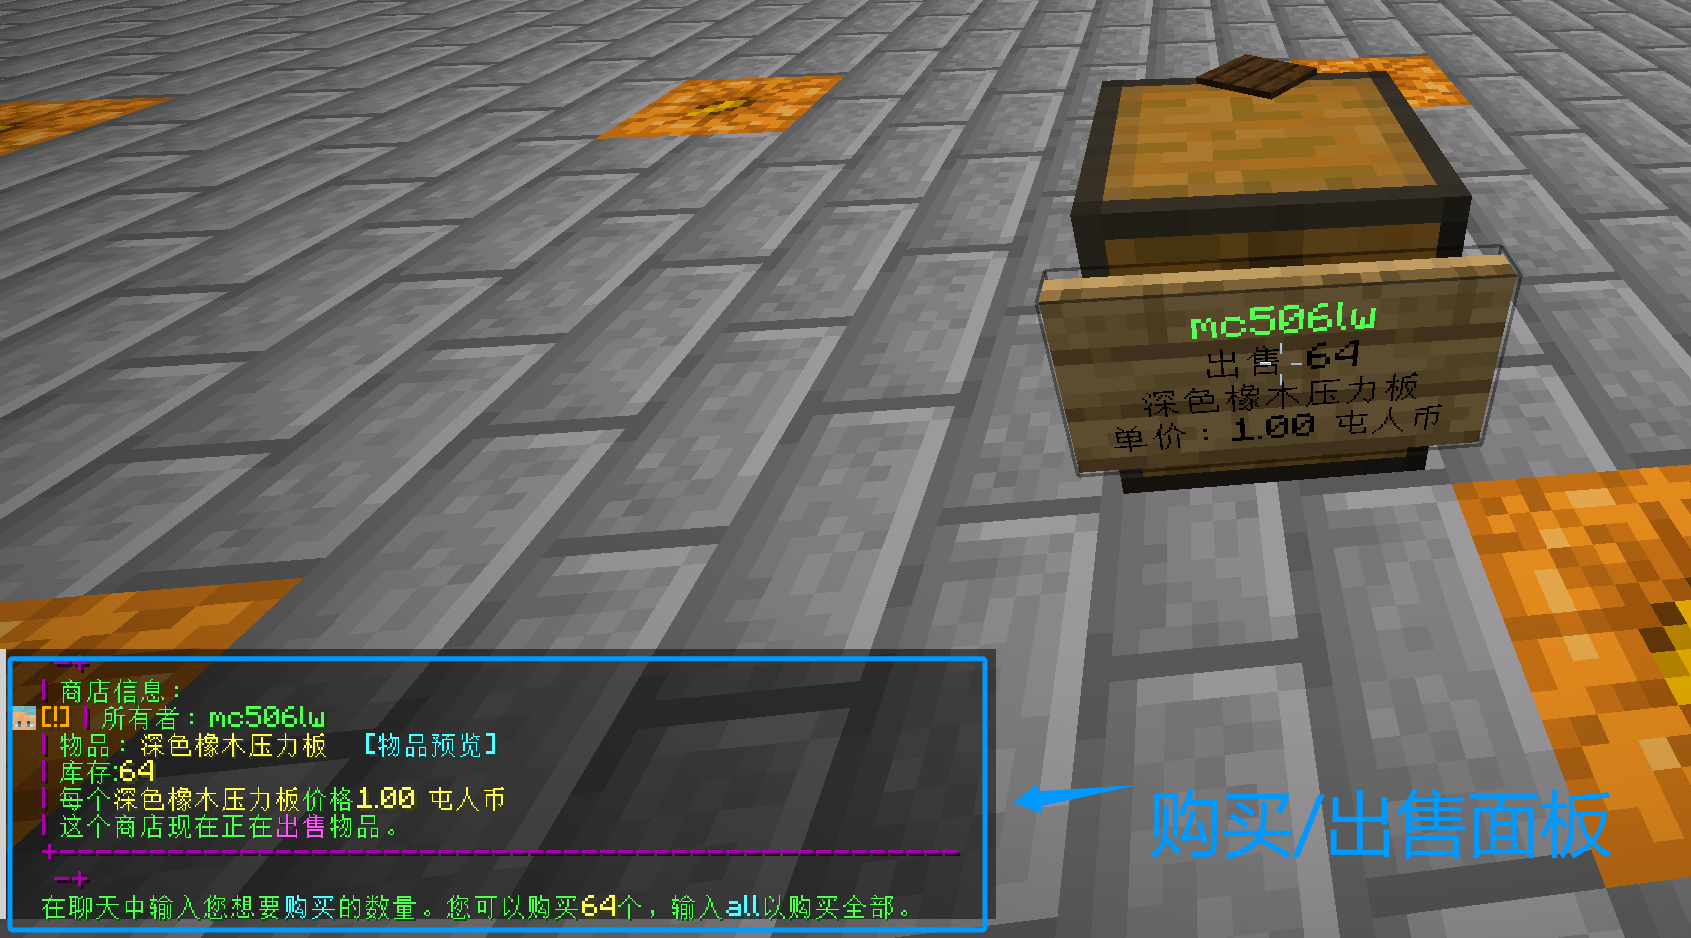 mc506lw
出售 64
深色橡木压力板
单价：1.00 屯人币
—+
| 商店信息：
[!] | 所有者：mc506lw
| 物品：深色橡木压力板 [物品预览]
| 库存:64
| 每个深色橡木压力板价格1.00 屯人币
| 这个商店现在正在出售物品。
+---------------------------------------------------
—+
在聊天中输入您想要购买的数量。您可以购买64个，输入all以购买全部。
购买/出售面板